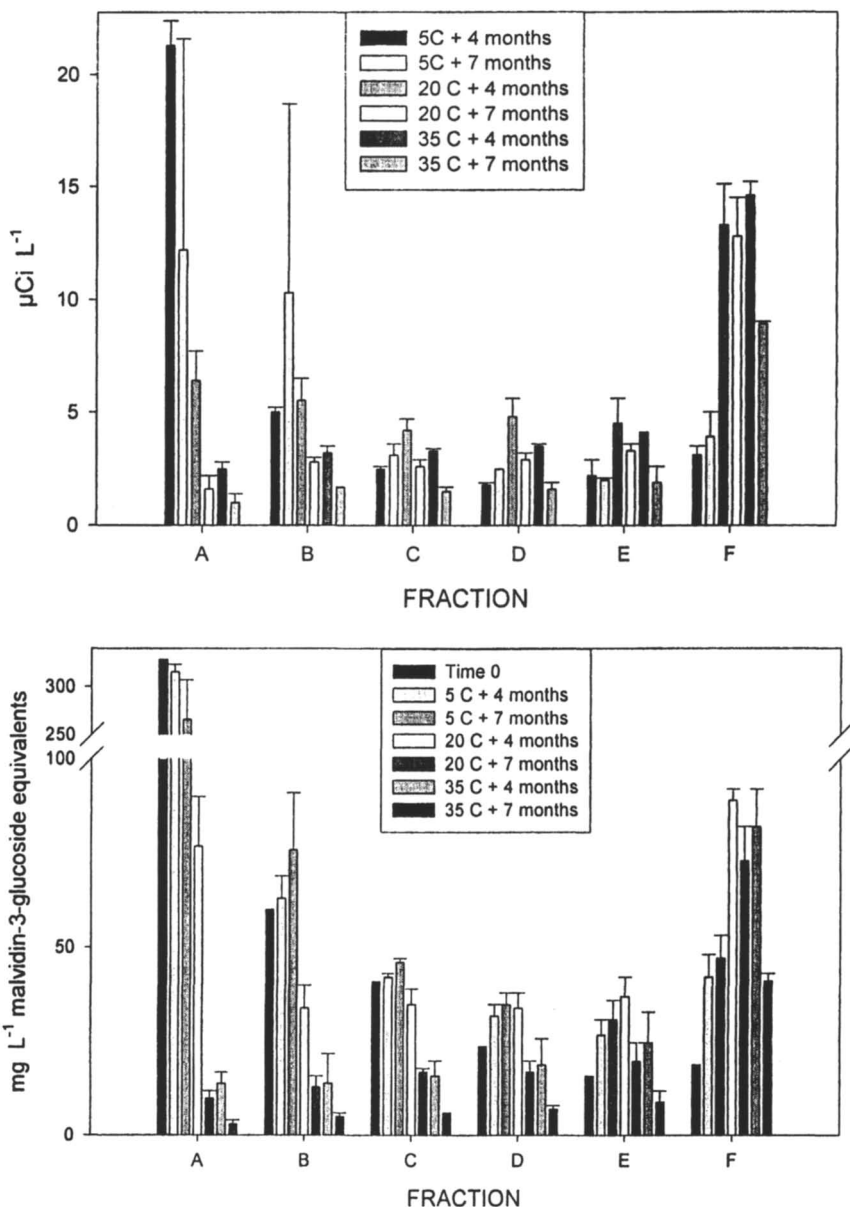 20
15
10
5
0
µCi L-1
5C + 4 months
5C + 7 months
20 C + 4 months
20 C + 7 months
35 C + 4 months
35 C + 7 months
A B C D E F
FRACTION
300
250
100
50
0
mg L-1 malvidin-3-glucoside equivalents
Time 0
5 C + 4 months
5 C + 7 months
20 C + 4 months
20 C + 7 months
35 C + 4 months
35 C + 7 months
A B C D E F
FRACTION